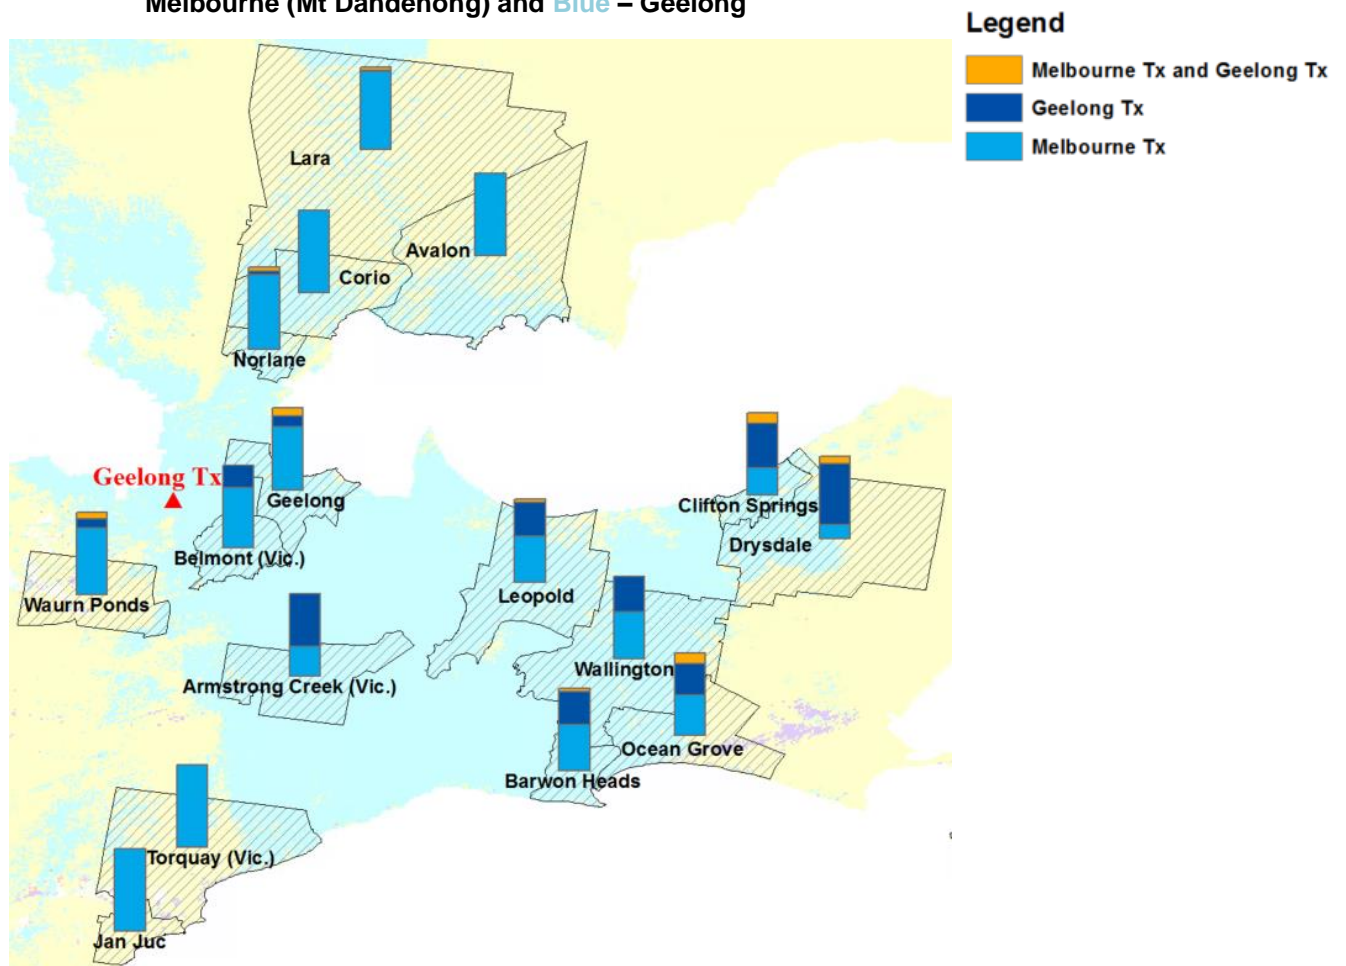 Melbourne (Mt Dandenong) and Blue – Geelong
Legend
Melbourne Tx and Geelong Tx
Geelong Tx
Melbourne Tx
Lara
Avalon
Corio
Norlane
Geelong Tx
Geelong
Belmont (Vic.)
Clifton Springs
Drysdale
Waurn Ponds
Leopold
Wallington
Armstrong Creek (Vic.)
Ocean Grove
Barwon Heads
Torquay (Vic.)
Jan Juc